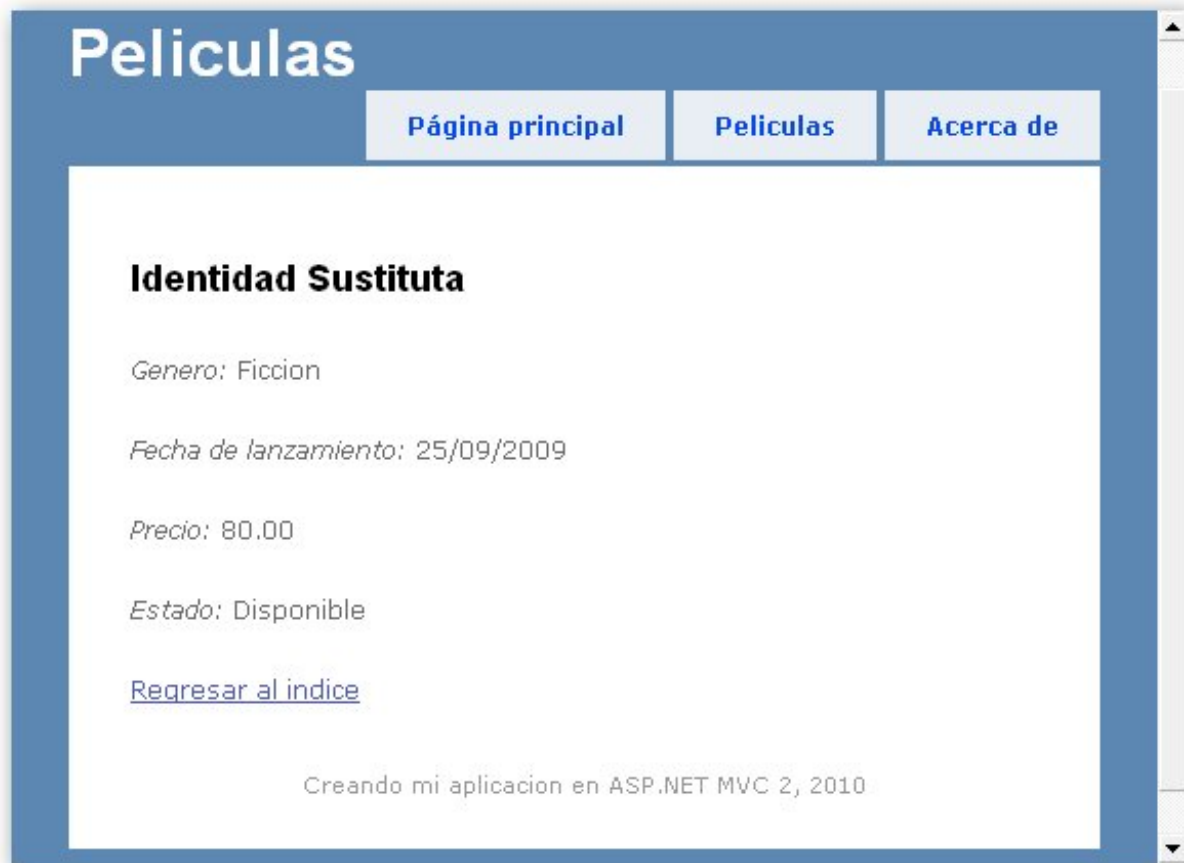 Peliculas
Página principal Peliculas Acerca de
Identidad Sustituta
Genero: Ficcion
Fecha de lanzamiento: 25/09/2009
Precio: 80.00
Estado: Disponible
Regresar al indice
Creando mi aplicacion en ASP.NET MVC 2, 2010